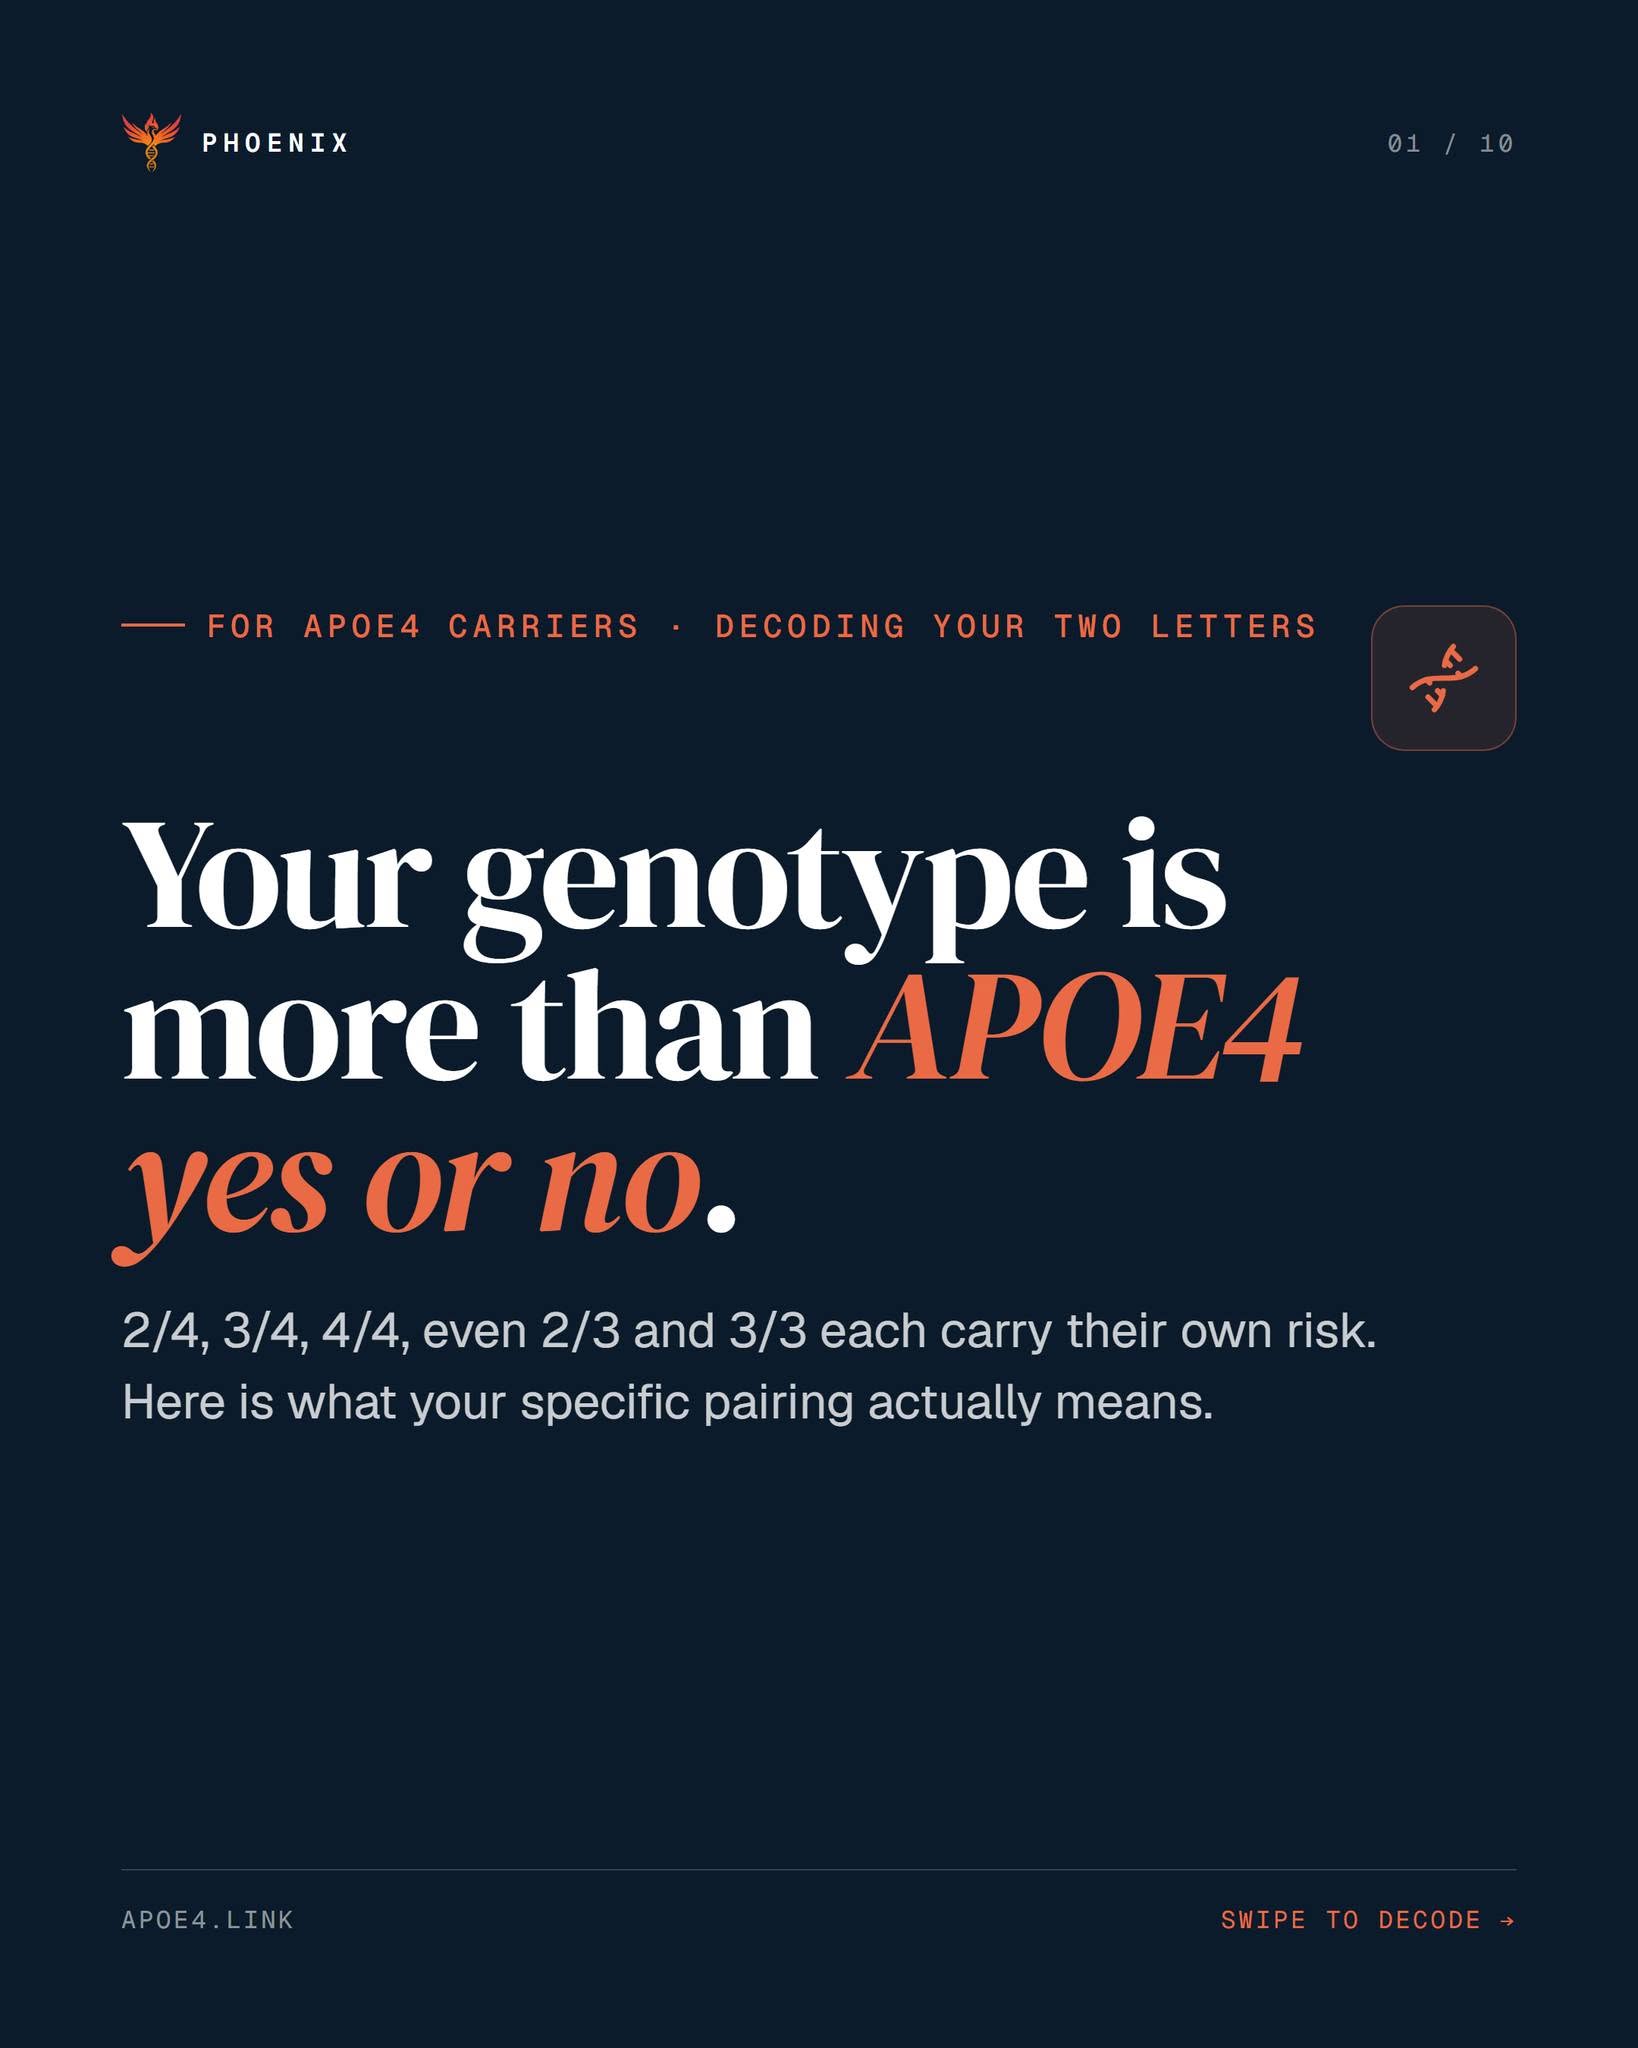 PHOENIX
01 / 10
FOR APOE4 CARRIERS · DECODING YOUR TWO LETTERS
Your genotype is
more than APOE4
yes or no.
2/4, 3/4, 4/4, even 2/3 and 3/3 each carry their own risk.
Here is what your specific pairing actually means.
APOE4.LINK
SWIPE TO DECODE →